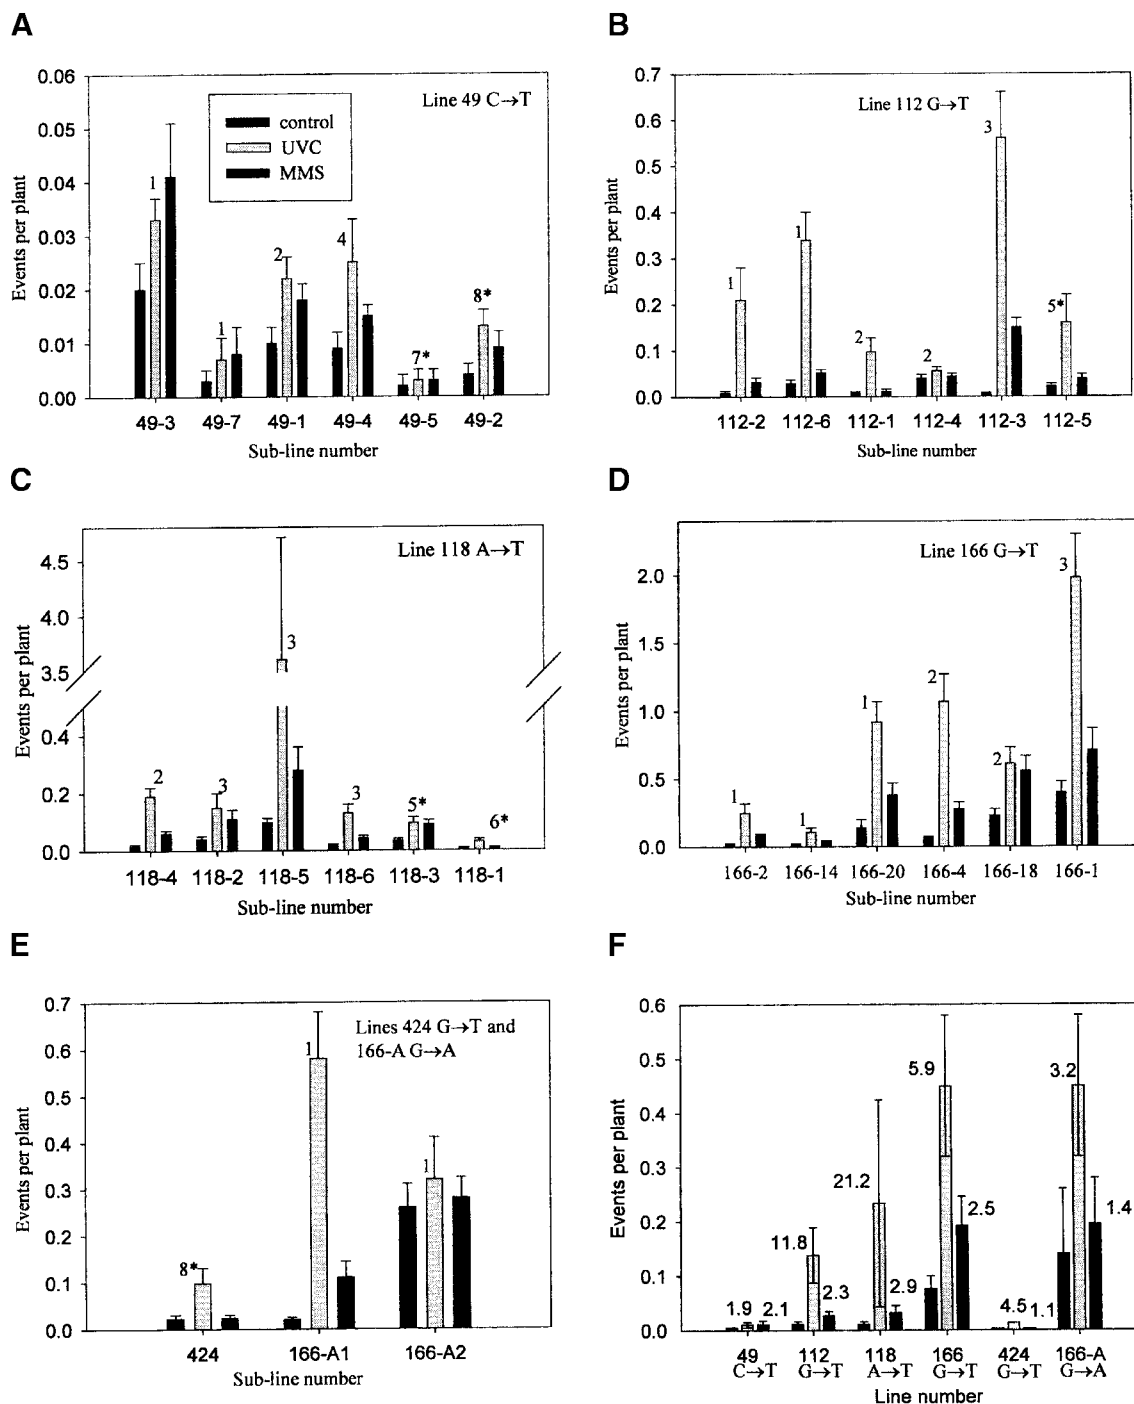 A
Line 49 C→T
control
UVC
MMS
Events per plant
0.06
0.05
0.04
0.03
0.02
0.01
0.00
1
1
2
4
7*
8*
49-3 49-7 49-1 49-4 49-5 49-2
Sub-line number
B
Line 112 G→T
Events per plant
0.7
0.6
0.5
0.4
0.3
0.2
0.1
0.0
1
1
2
2
3
5*
112-2 112-6 112-1 112-4 112-3 112-5
Sub-line number
C
Line 118 A→T
Events per plant
4.5
4.0
3.5
0.4
0.2
0.0
2
3
3
3
5*
6*
118-4 118-2 118-5 118-6 118-3 118-1
Sub-line number
D
Line 166 G→T
Events per plant
2.0
1.5
1.0
0.5
0.0
1
1
1
2
2
3
166-2 166-14 166-20 166-4 166-18 166-1
Sub-line number
E
Lines 424 G→T and
166-A G→A
Events per plant
0.7
0.6
0.5
0.4
0.3
0.2
0.1
0.0
8*
1
1
424 166-A1 166-A2
Sub-line number
F
Events per plant
0.6
0.5
0.4
0.3
0.2
0.1
0.0
1.9 2.1
11.8 2.3
21.2 2.9
5.9 2.5
4.5 1.1
3.2 1.4
49 112 118 166 424 166-A
C→T G→T A→T G→T G→T G→A
Line number